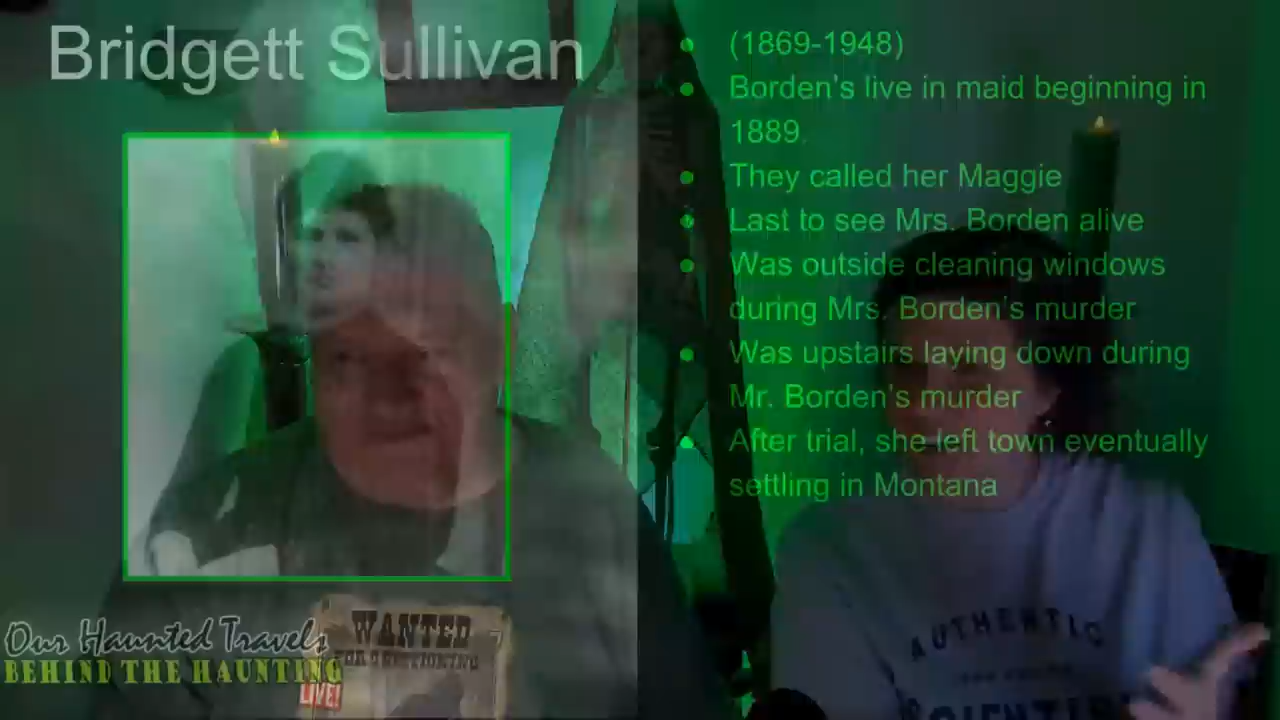 Bridgett Sullivan
(1869-1948)
Borden's live in maid beginning in
1889.
They called her Maggie
Last to see Mrs. Borden alive
Was outside cleaning windows
during Mrs. Borden's murder
Was upstairs laying down during
Mr. Borden's murder
After trial, she left town eventually
settling in Montana
Our Haunted Travels
BEHIND THE HAUNTING
LIVE!
WANTED
FOR QUESTIONING
AUTHENTIC